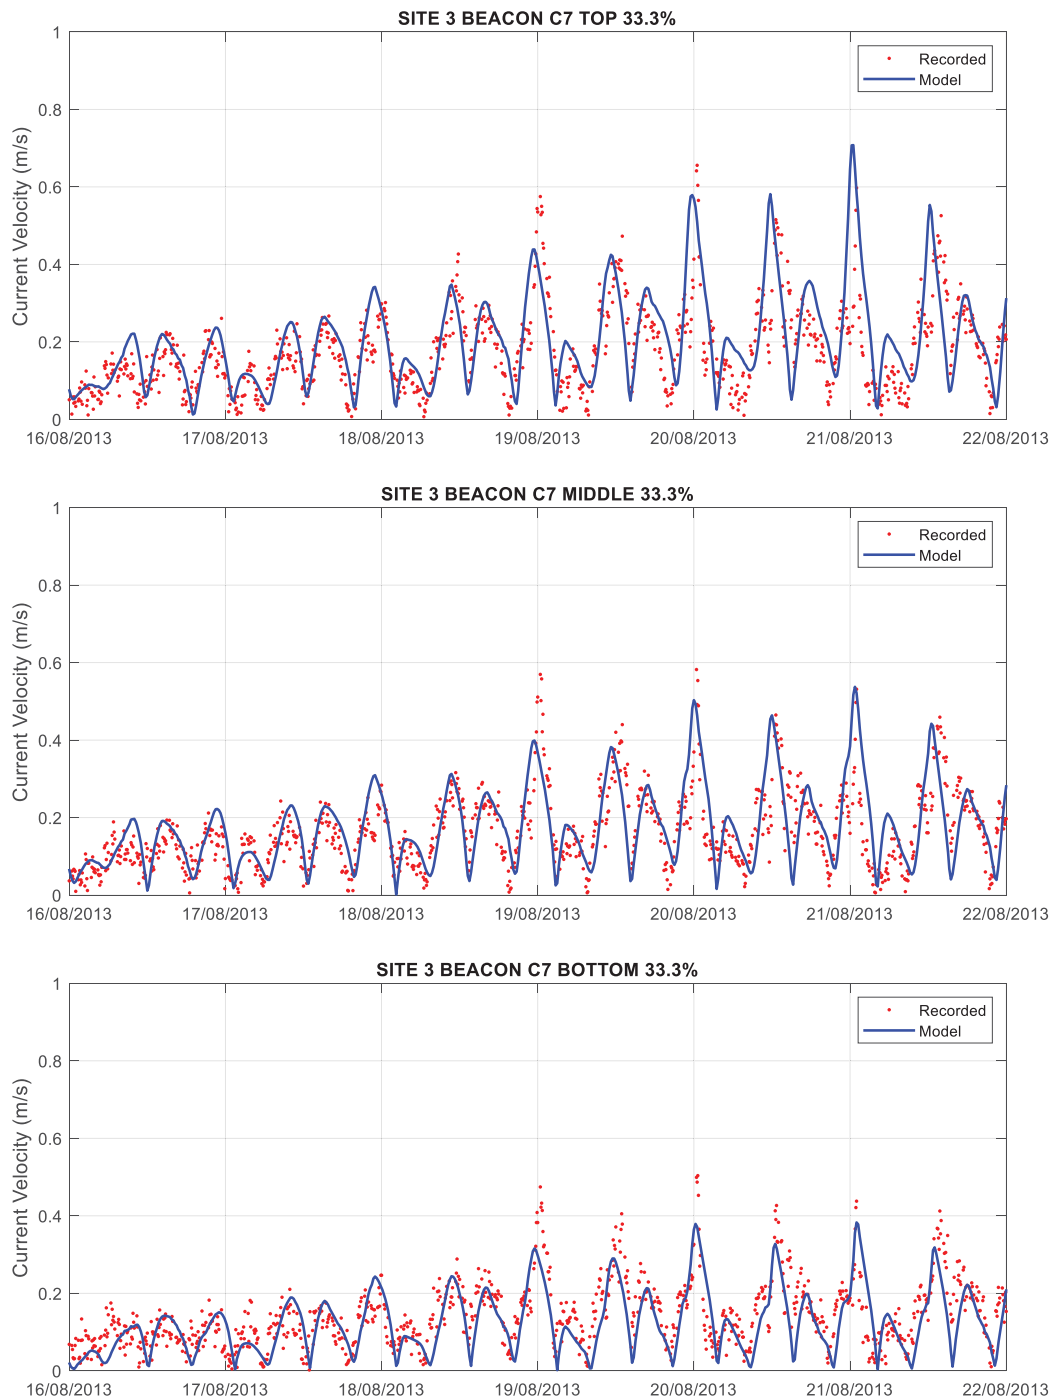 SITE 3 BEACON C7 TOP 33.3%
1
0.8
0.6
0.4
0.2
0
Current Velocity (m/s)
Recorded
Model
16/08/2013 17/08/2013 18/08/2013 19/08/2013 20/08/2013 21/08/2013 22/08/2013
SITE 3 BEACON C7 MIDDLE 33.3%
1
0.8
0.6
0.4
0.2
0
Current Velocity (m/s)
Recorded
Model
16/08/2013 17/08/2013 18/08/2013 19/08/2013 20/08/2013 21/08/2013 22/08/2013
SITE 3 BEACON C7 BOTTOM 33.3%
1
0.8
0.6
0.4
0.2
0
Current Velocity (m/s)
Recorded
Model
16/08/2013 17/08/2013 18/08/2013 19/08/2013 20/08/2013 21/08/2013 22/08/2013